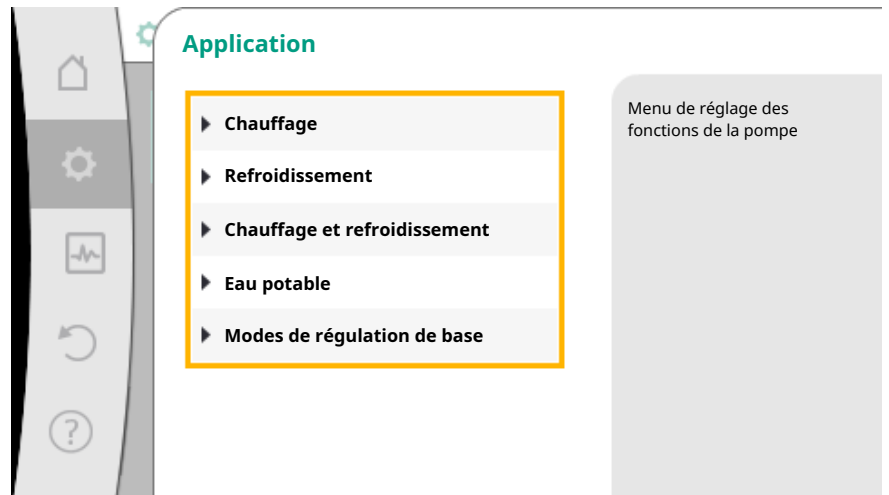 Application
Chauffage
Refroidissement
Chauffage et refroidissement
Eau potable
Modes de régulation de base
Menu de réglage des
fonctions de la pompe
?